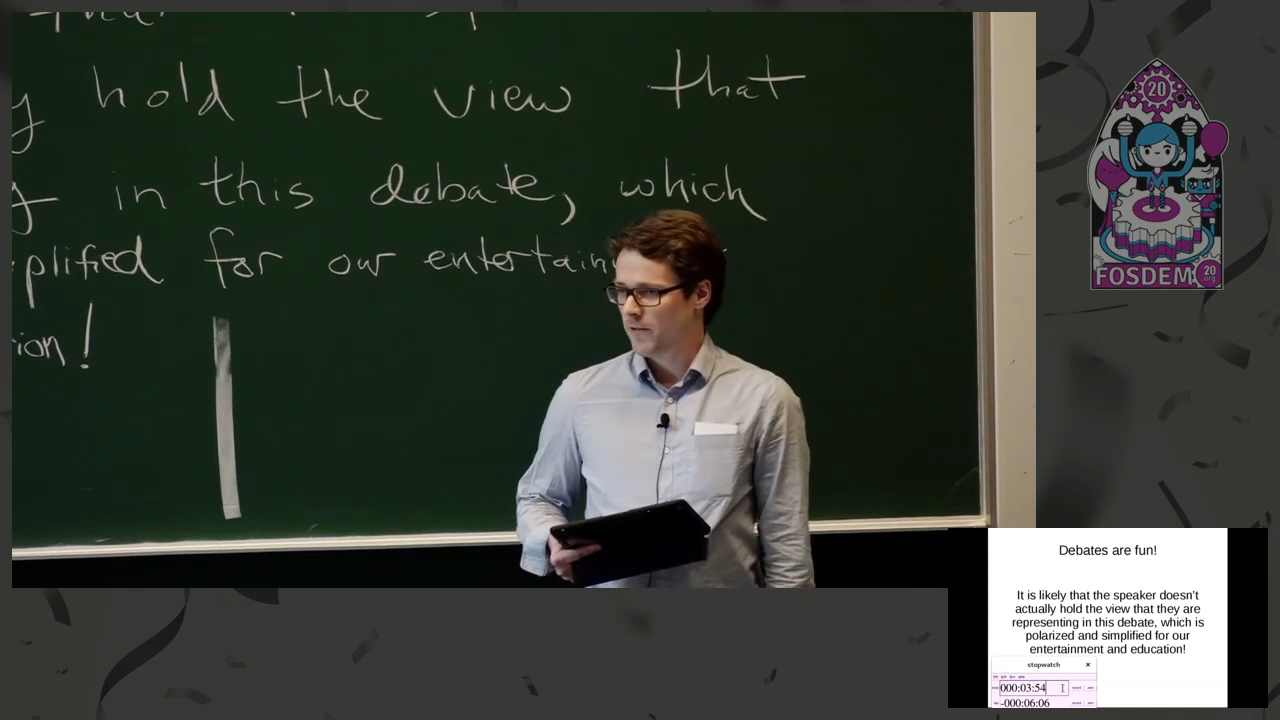 y hold the view that
in this debate, which
plified for our entertain
ion!
20
FOSDEM 20
.org
Debates are fun!
It is likely that the speaker doesn't
actually hold the view that they are
representing in this debate, which is
polarized and simplified for our
entertainment and education!
stopwatch
000:03:54
-000:06:06